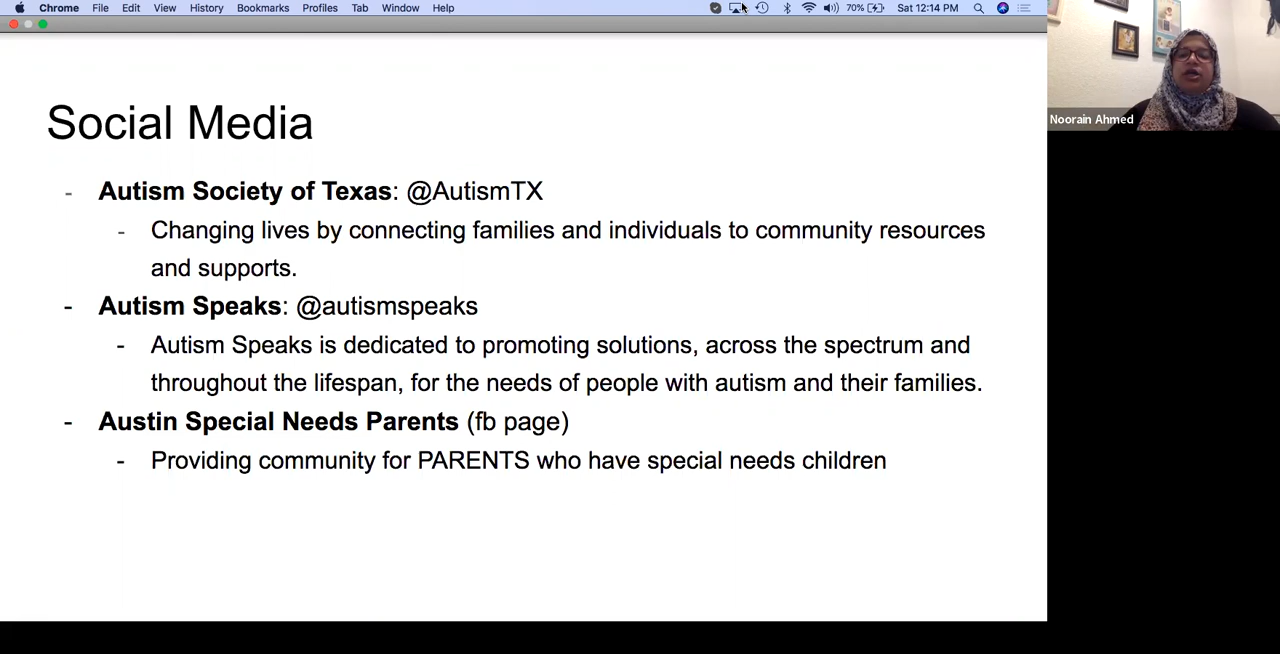 Chrome File Edit View History Bookmarks Profiles Tab Window Help 70% Sat 12:14 PM
Noorain Ahmed
Social Media
- Autism Society of Texas: @AutismTX
- Changing lives by connecting families and individuals to community resources
and supports.
- Autism Speaks: @autismspeaks
- Autism Speaks is dedicated to promoting solutions, across the spectrum and
throughout the lifespan, for the needs of people with autism and their families.
- Austin Special Needs Parents (fb page)
- Providing community for PARENTS who have special needs children